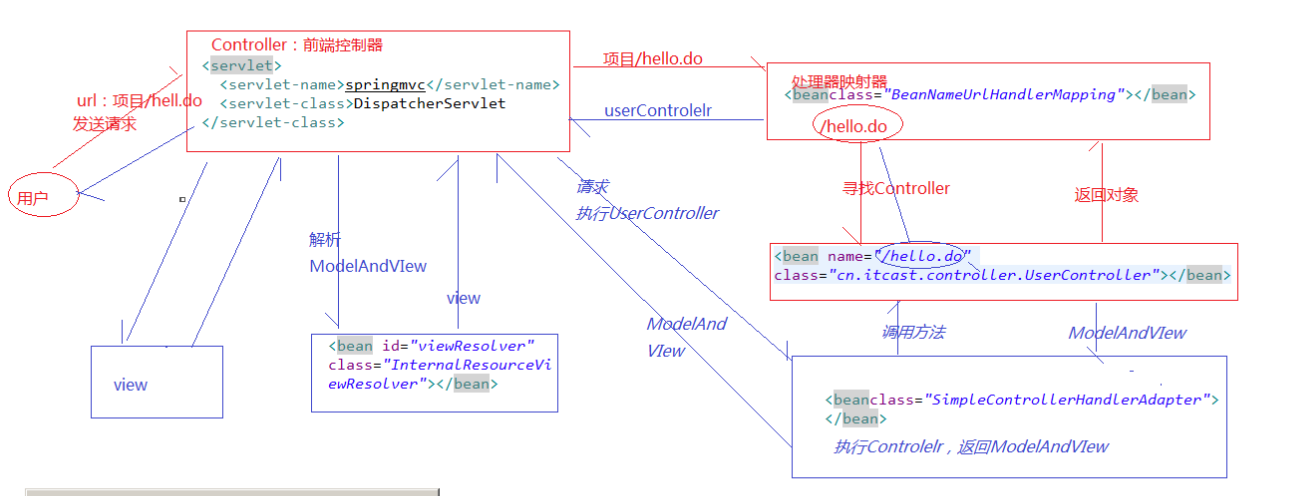 Controller：前端控制器
<servlet>
<servlet-name>springmvc</servlet-name>
<servlet-class>DispatcherServlet
</servlet-class>
url：项目/hell.do
发送请求
用户
项目/hello.do
userControlelr
处理器映射器
<beanclass="BeanNameUrlHandlerMapping"></bean>
/hello.do
寻找Controller
返回对象
请求
执行UserController
<bean name="/hello.do"
class="cn.itcast.controller.UserController"></bean>
解析
ModelAndVIew
view
ModelAnd
VIew
调用方法
ModelAndVIew
view
<bean id="viewResolver"
class="InternalResourceVi
ewResolver"></bean>
<beanclass="SimpleControllerHandlerAdapter">
</bean>
执行Controlelr，返回ModelAndVIew